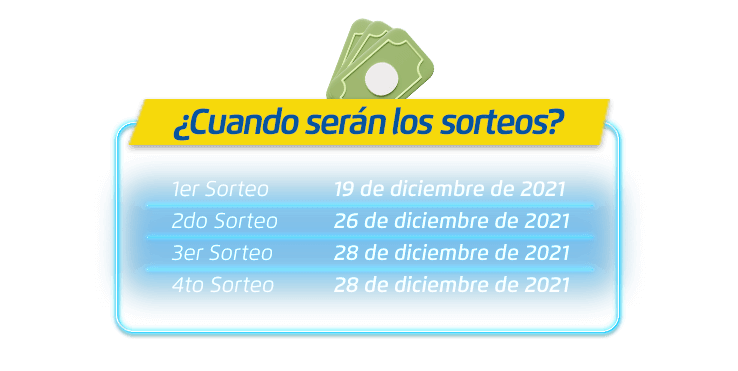 ¿Cuando serán los sorteos?
1er Sorteo 19 de diciembre de 2021
2do Sorteo 26 de diciembre de 2021
3er Sorteo 28 de diciembre de 2021
4to Sorteo 28 de diciembre de 2021